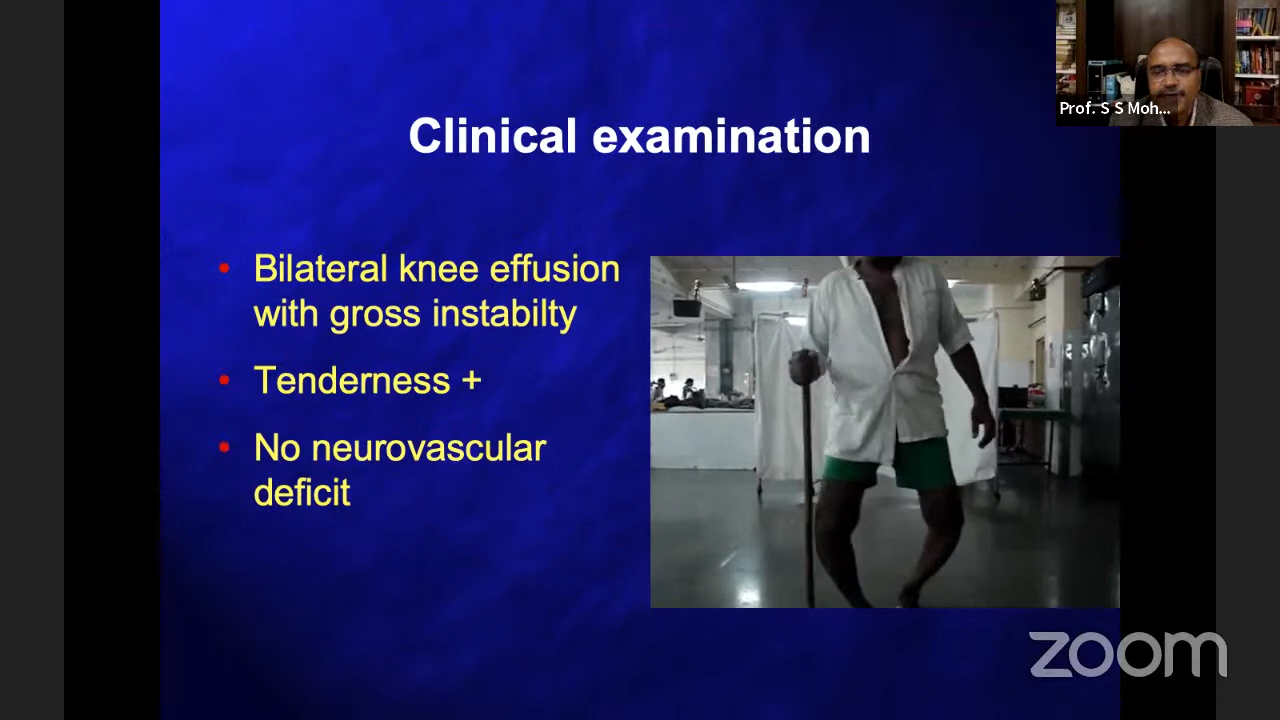 Prof. S S Moh...
Clinical examination
• Bilateral knee effusion
with gross instabilty
• Tenderness +
• No neurovascular
deficit
zoom